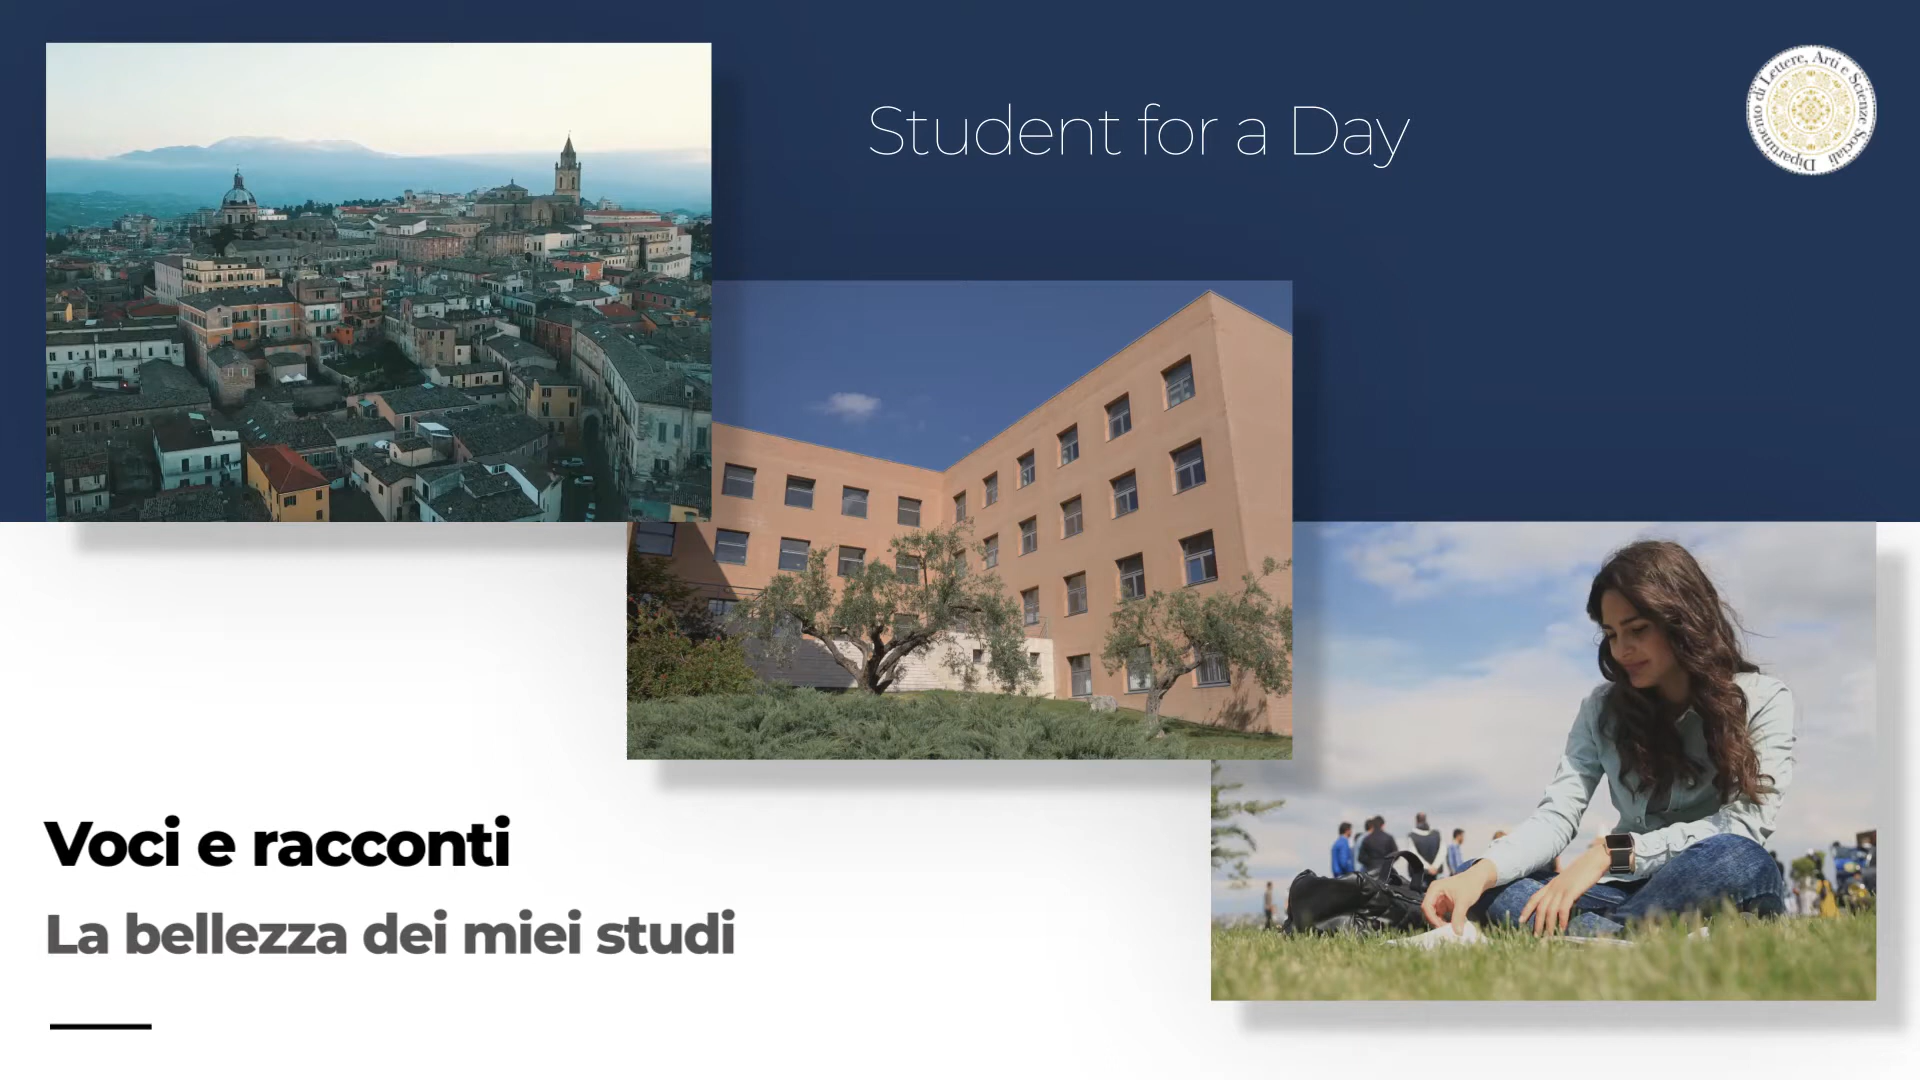 Student for a Day
Dipartimento di Lettere, Arti e Scienze Sociali
Voci e racconti
La bellezza dei miei studi